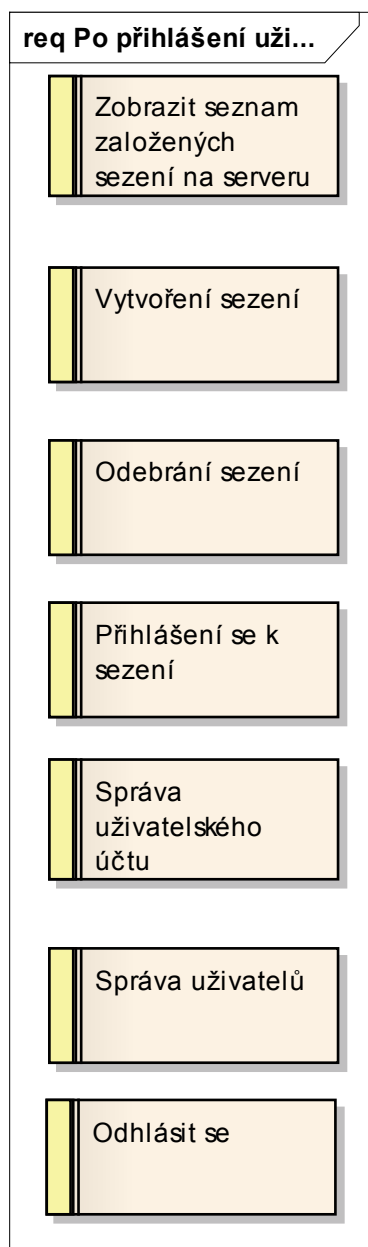 req Po přihlášení uži...
Zobrazit seznam
založených
sezení na serveru
Vytvoření sezení
Odebrání sezení
Přihlášení se k
sezení
Správa
uživatelského
účtu
Správa uživatelů
Odhlásit se